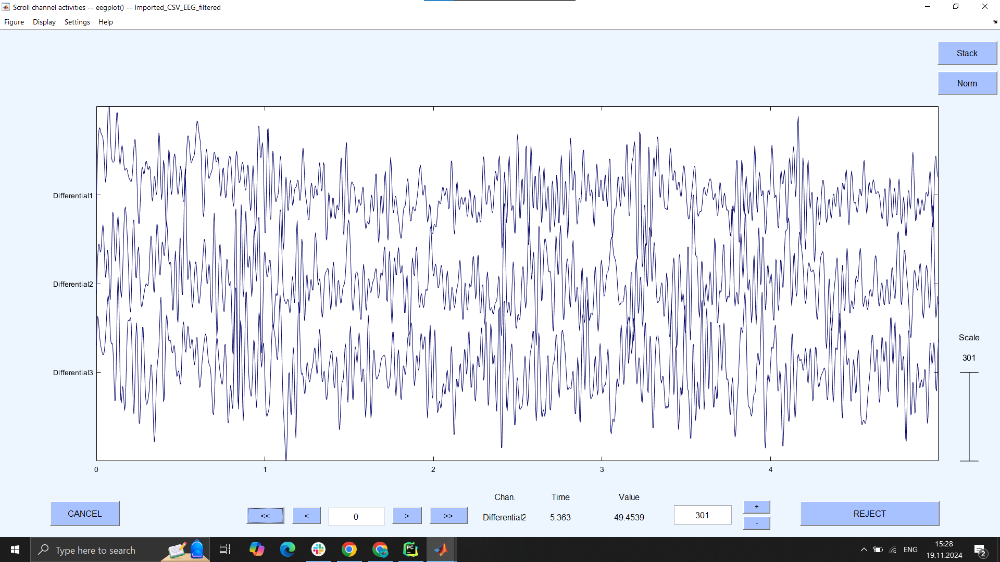 Scroll channel activities -- eegplot() -- Imported_CSV_EEG_filtered
Figure Display Settings Help
Stack
Norm
Differential1
Differential2
Differential3
Scale
301
0 1 2 3 4
Chan. Time Value
CANCEL << < 0 > >> Differential2 5.363 49.4539 301 + - REJECT
Type here to search
PC
ENG
15:28
19.11.2024
2